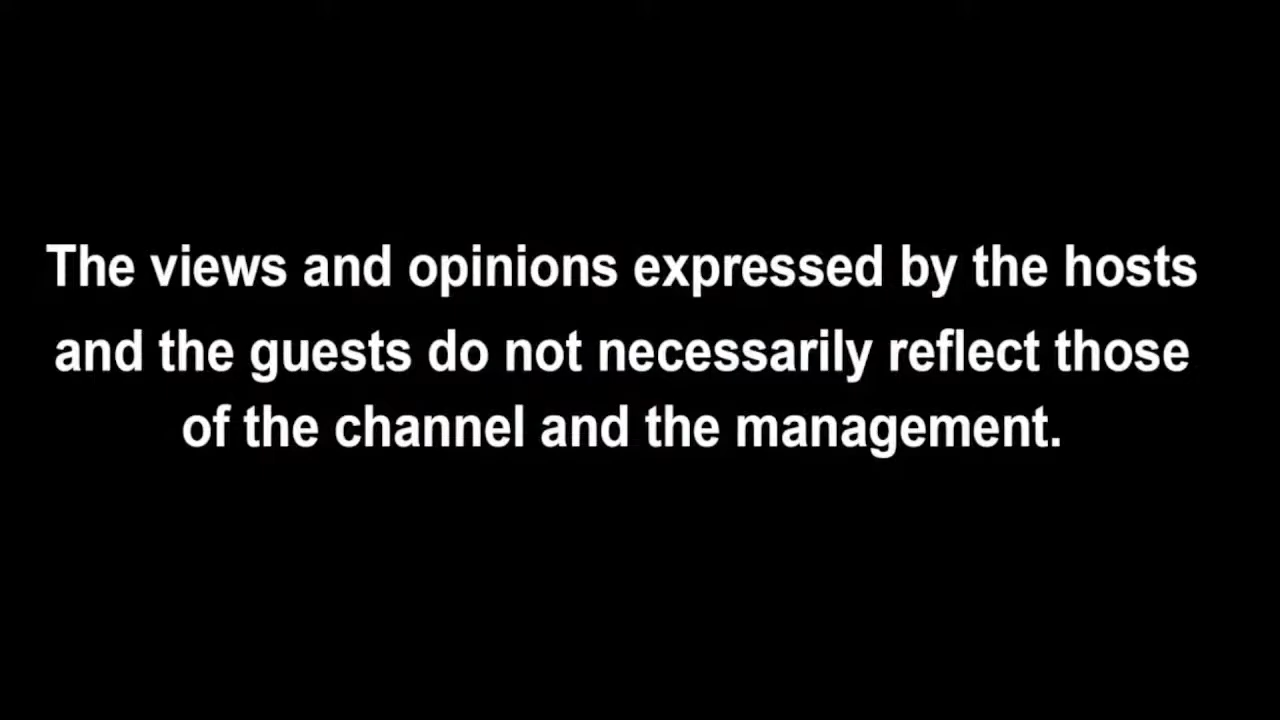 The views and opinions expressed by the hosts
and the guests do not necessarily reflect those
of the channel and the management.